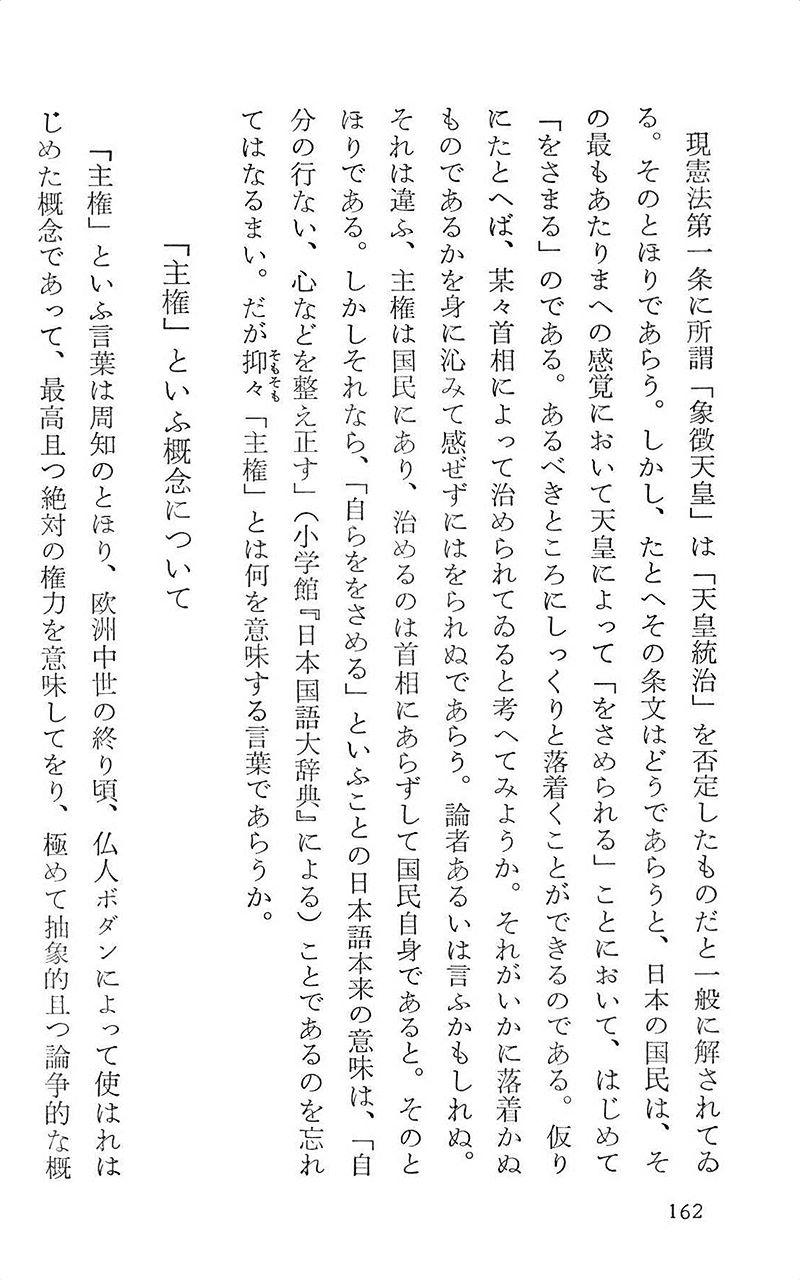 現憲法第一条に所謂「象徴天皇」は「天皇統治」を否定したものだと一般に解されてゐ
る。そのとほりであらう。しかし、たとへその条文はどうであらうと、日本の国民は、そ
の最もあたりまへの感覚において天皇によって「をさめられる」ことにおいて、はじめて
「をさまる」のである。あるべきところにしっくりと落着くことができるのである。仮り
にたとへば、某々首相によって治められてゐると考へてみようか。それがいかに落着かぬ
ものであるかを身に沁みて感ぜずにはをられぬであらう。論者あるいは言ふかもしれぬ。
それは違ふ、主権は国民にあり、治めるのは首相にあらずして国民自身であると。そのと
ほりである。しかしそれなら、「自らををさめる」といふことの日本語本来の意味は、「自
分の行ない、心などを整え正す」（小学館『日本国語大辞典』による）ことであるのを忘れ
てはなるまい。だが抑々「主権」とは何を意味する言葉であらうか。
そもそも
「主権」といふ概念について
「主権」といふ言葉は周知のとほり、欧洲中世の終り頃、仏人ボダンによって使はれは
じめた概念であって、最高且つ絶対の権力を意味してをり、極めて抽象的且つ論争的な概
162